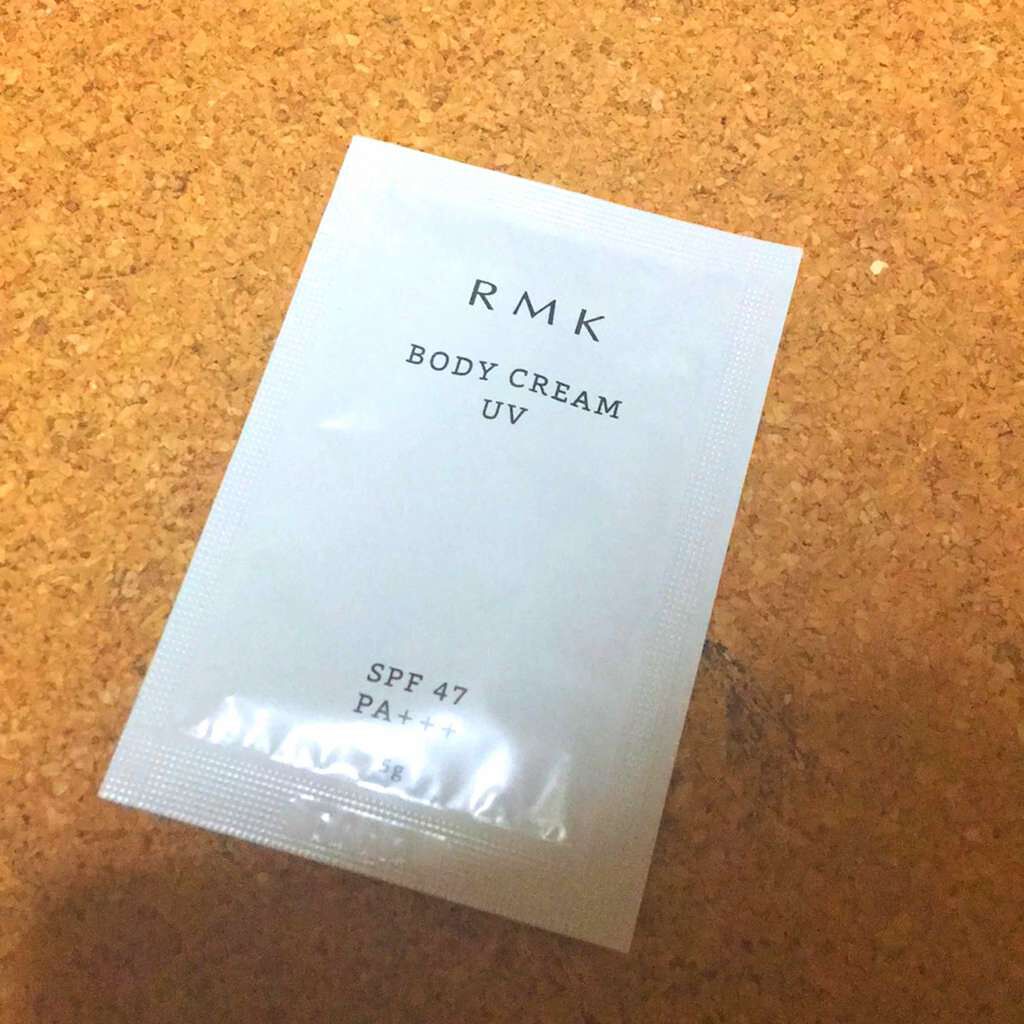 RMK
BODY CREAM
UV
SPF 47
PA+++
5g